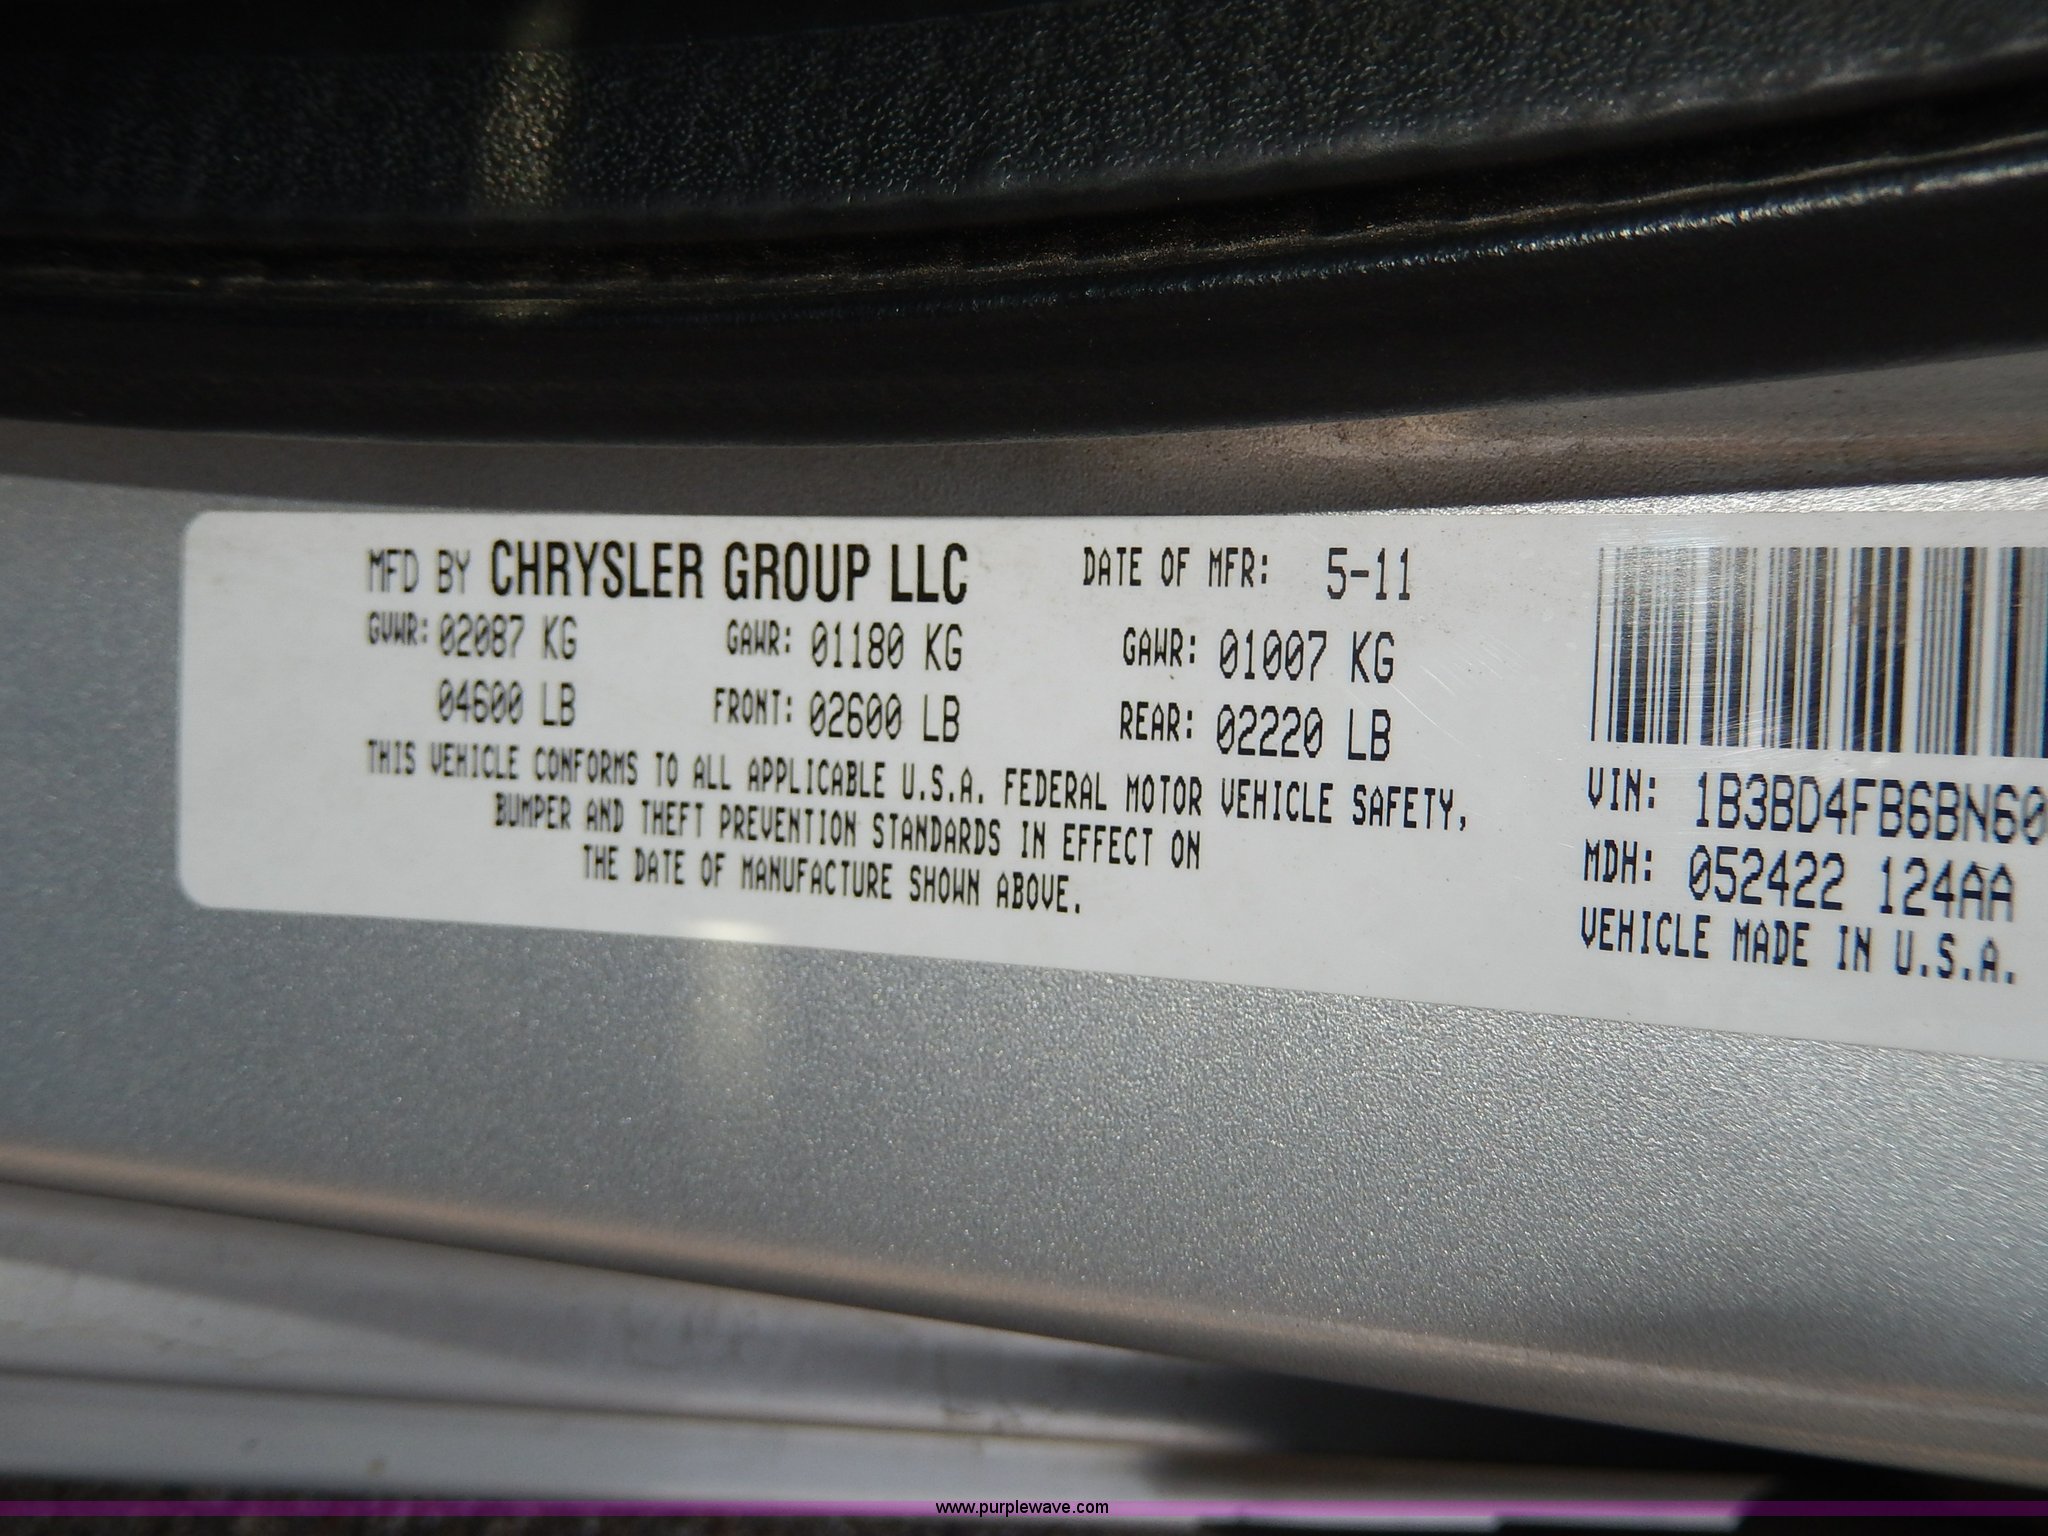 MFD BY CHRYSLER GROUP LLC DATE OF MFR: 5-11
GVWR: 02087 KG GAWR: 01180 KG GAWR: 01007 KG
04600 LB FRONT: 02600 LB REAR: 02220 LB
THIS VEHICLE CONFORMS TO ALL APPLICABLE U.S.A. FEDERAL MOTOR VEHICLE SAFETY,
BUMPER AND THEFT PREVENTION STANDARDS IN EFFECT ON
THE DATE OF MANUFACTURE SHOWN ABOVE.
VIN: 1B3BD4FB6BN60
MDH: 052422 124AA
VEHICLE MADE IN U.S.A.
www.purplewave.com